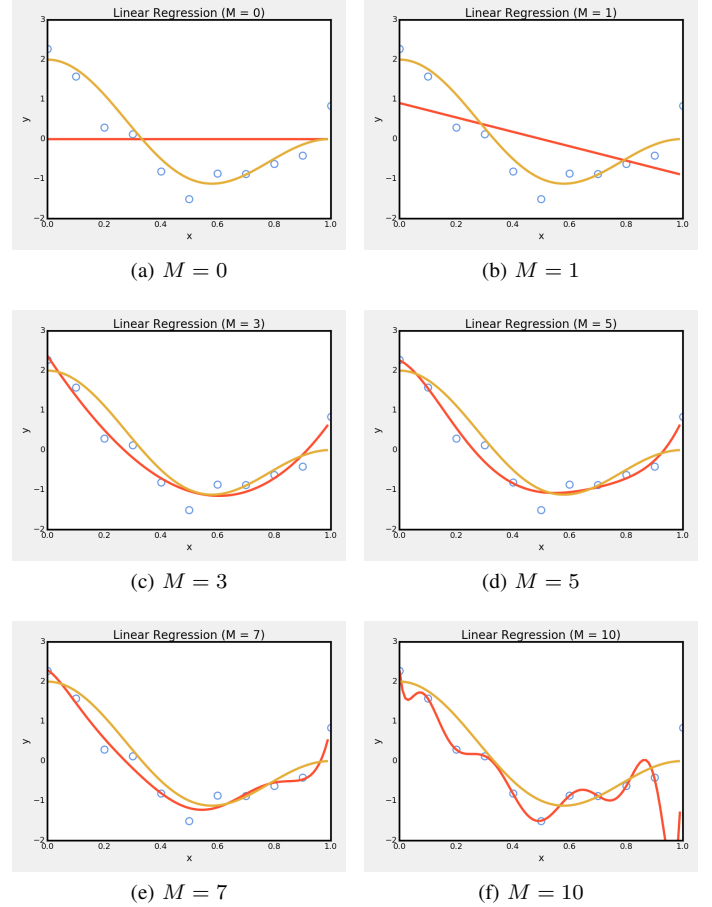 Linear Regression (M = 0)
3
2
1
0
−1
−2
y
0.0 0.2 0.4 0.6 0.8 1.0
x
(a) M = 0
Linear Regression (M = 1)
3
2
1
0
−1
−2
y
0.0 0.2 0.4 0.6 0.8 1.0
x
(b) M = 1
Linear Regression (M = 3)
3
2
1
0
−1
−2
y
0.0 0.2 0.4 0.6 0.8 1.0
x
(c) M = 3
Linear Regression (M = 5)
3
2
1
0
−1
−2
y
0.0 0.2 0.4 0.6 0.8 1.0
x
(d) M = 5
Linear Regression (M = 7)
3
2
1
0
−1
−2
y
0.0 0.2 0.4 0.6 0.8 1.0
x
(e) M = 7
Linear Regression (M = 10)
3
2
1
0
−1
−2
y
0.0 0.2 0.4 0.6 0.8 1.0
x
(f) M = 10